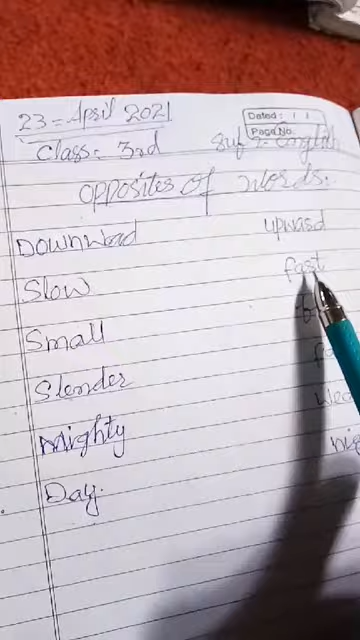 23 - April 2021
Dated :
Page No.
Class: 3rd
Sub : English
Opposites of Words.
Downward upward
Slow fast
Small
Slender
Mighty
Day.